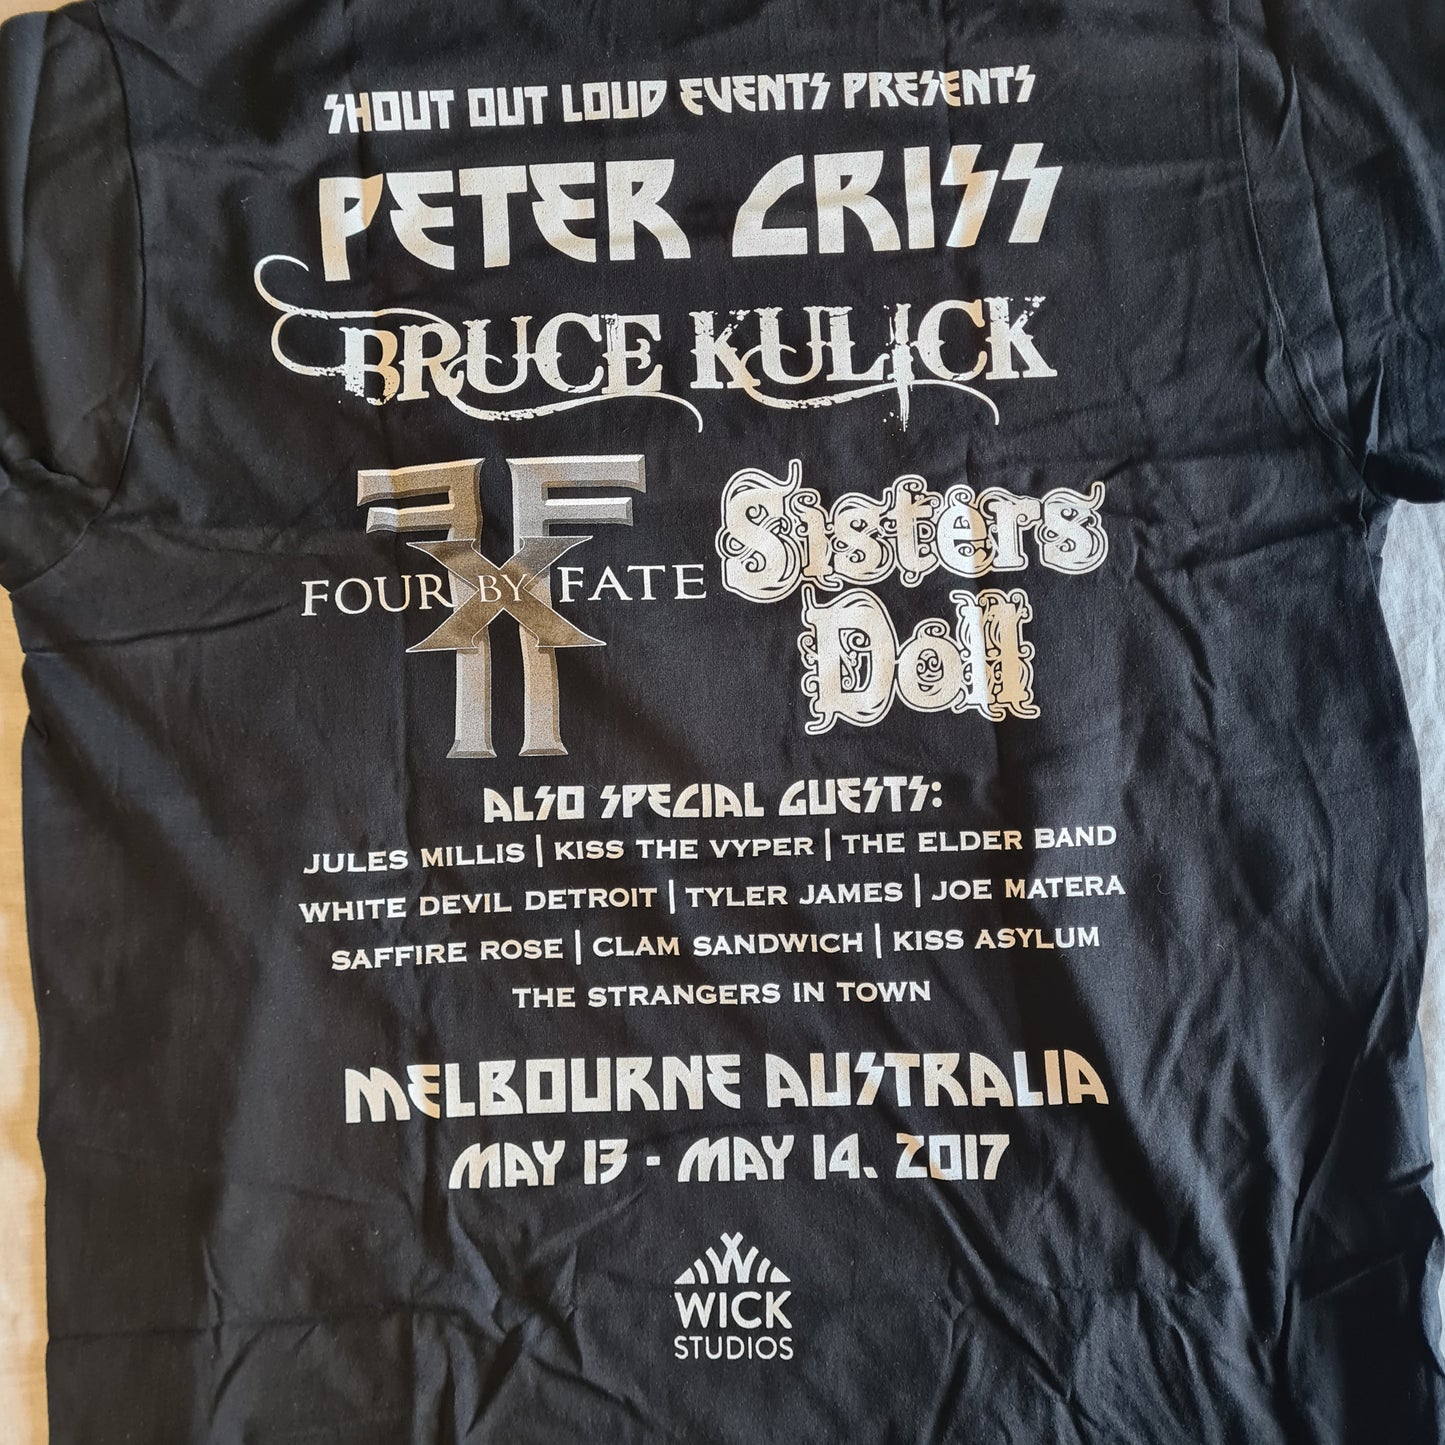 SHOUT OUT LOUD EVENTS PRESENTS
PETER CRISS
BRUCE KULICK
FF
FOUR BY FATE
Sisters
Doll
ALSO SPECIAL GUESTS:
JULES MILLIS | KISS THE VYPER | THE ELDER BAND
WHITE DEVIL DETROIT | TYLER JAMES | JOE MATERA
SAFFIRE ROSE | CLAM SANDWICH | KISS ASYLUM
THE STRANGERS IN TOWN
MELBOURNE AUSTRALIA
MAY 13 - MAY 14. 2017
WICK
STUDIOS